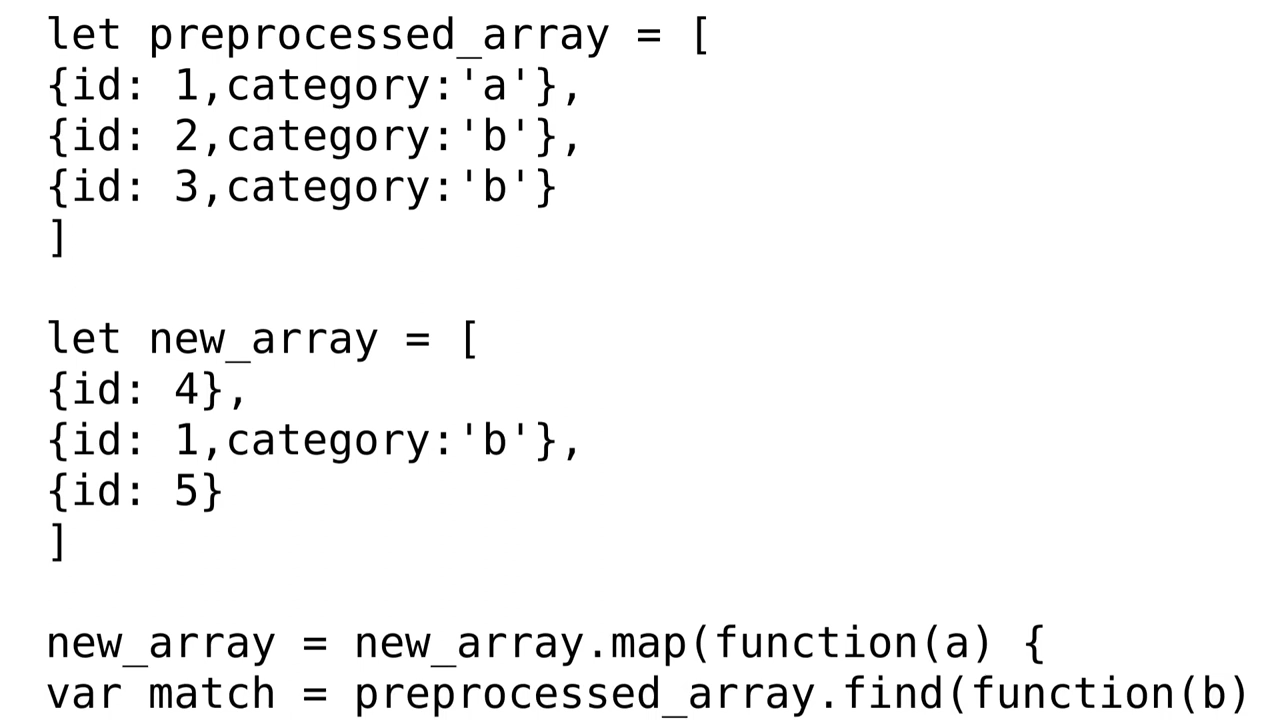 let preprocessed_array = [
{id: 1,category:'a'},
{id: 2,category:'b'},
{id: 3,category:'b'}
]
let new_array = [
{id: 4},
{id: 1,category:'b'},
{id: 5}
]
new_array = new_array.map(function(a) {
var match = preprocessed_array.find(function(b)